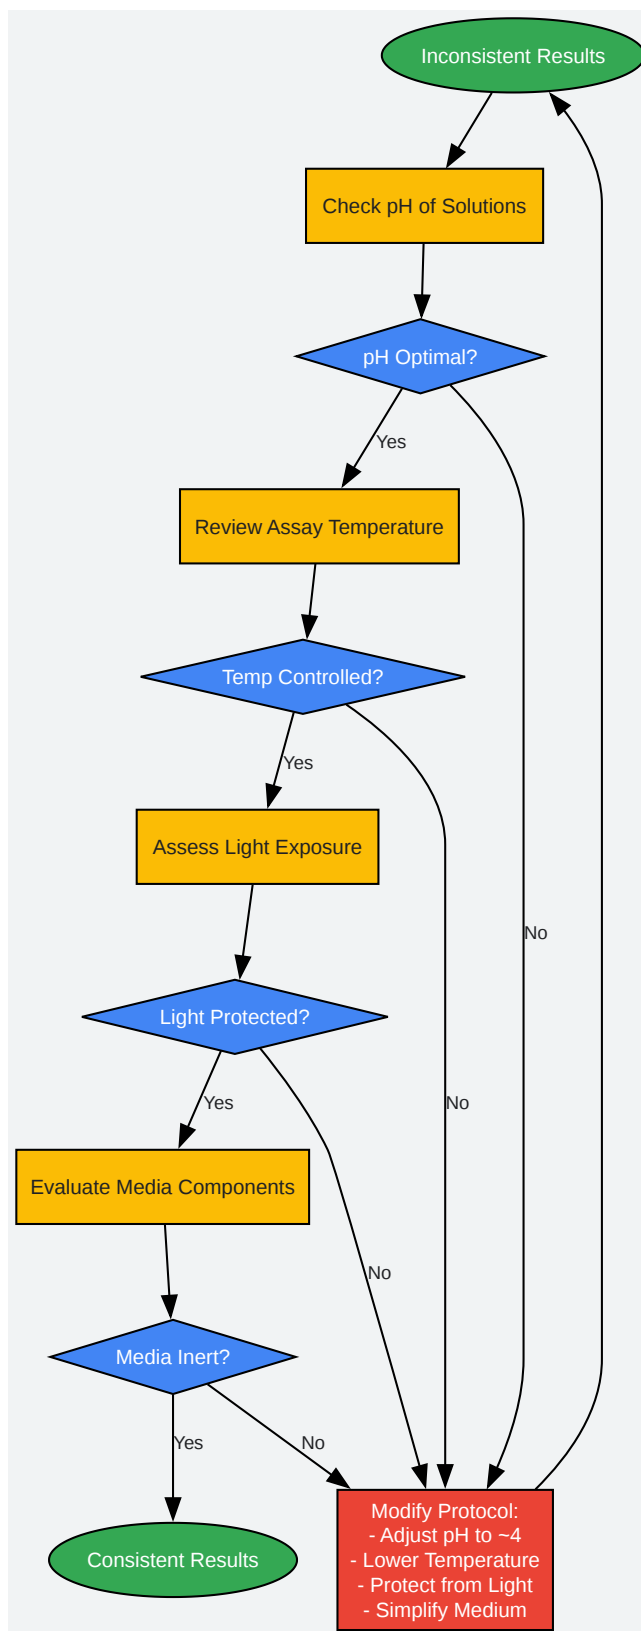 Inconsistent Results
Check pH of Solutions
pH Optimal?
Yes
Review Assay Temperature
Temp Controlled?
Yes
Assess Light Exposure
No
Light Protected?
Yes
No
Evaluate Media Components
No
Media Inert?
Yes
No
Consistent Results
Modify Protocol:
- Adjust pH to ~4
- Lower Temperature
- Protect from Light
- Simplify Medium